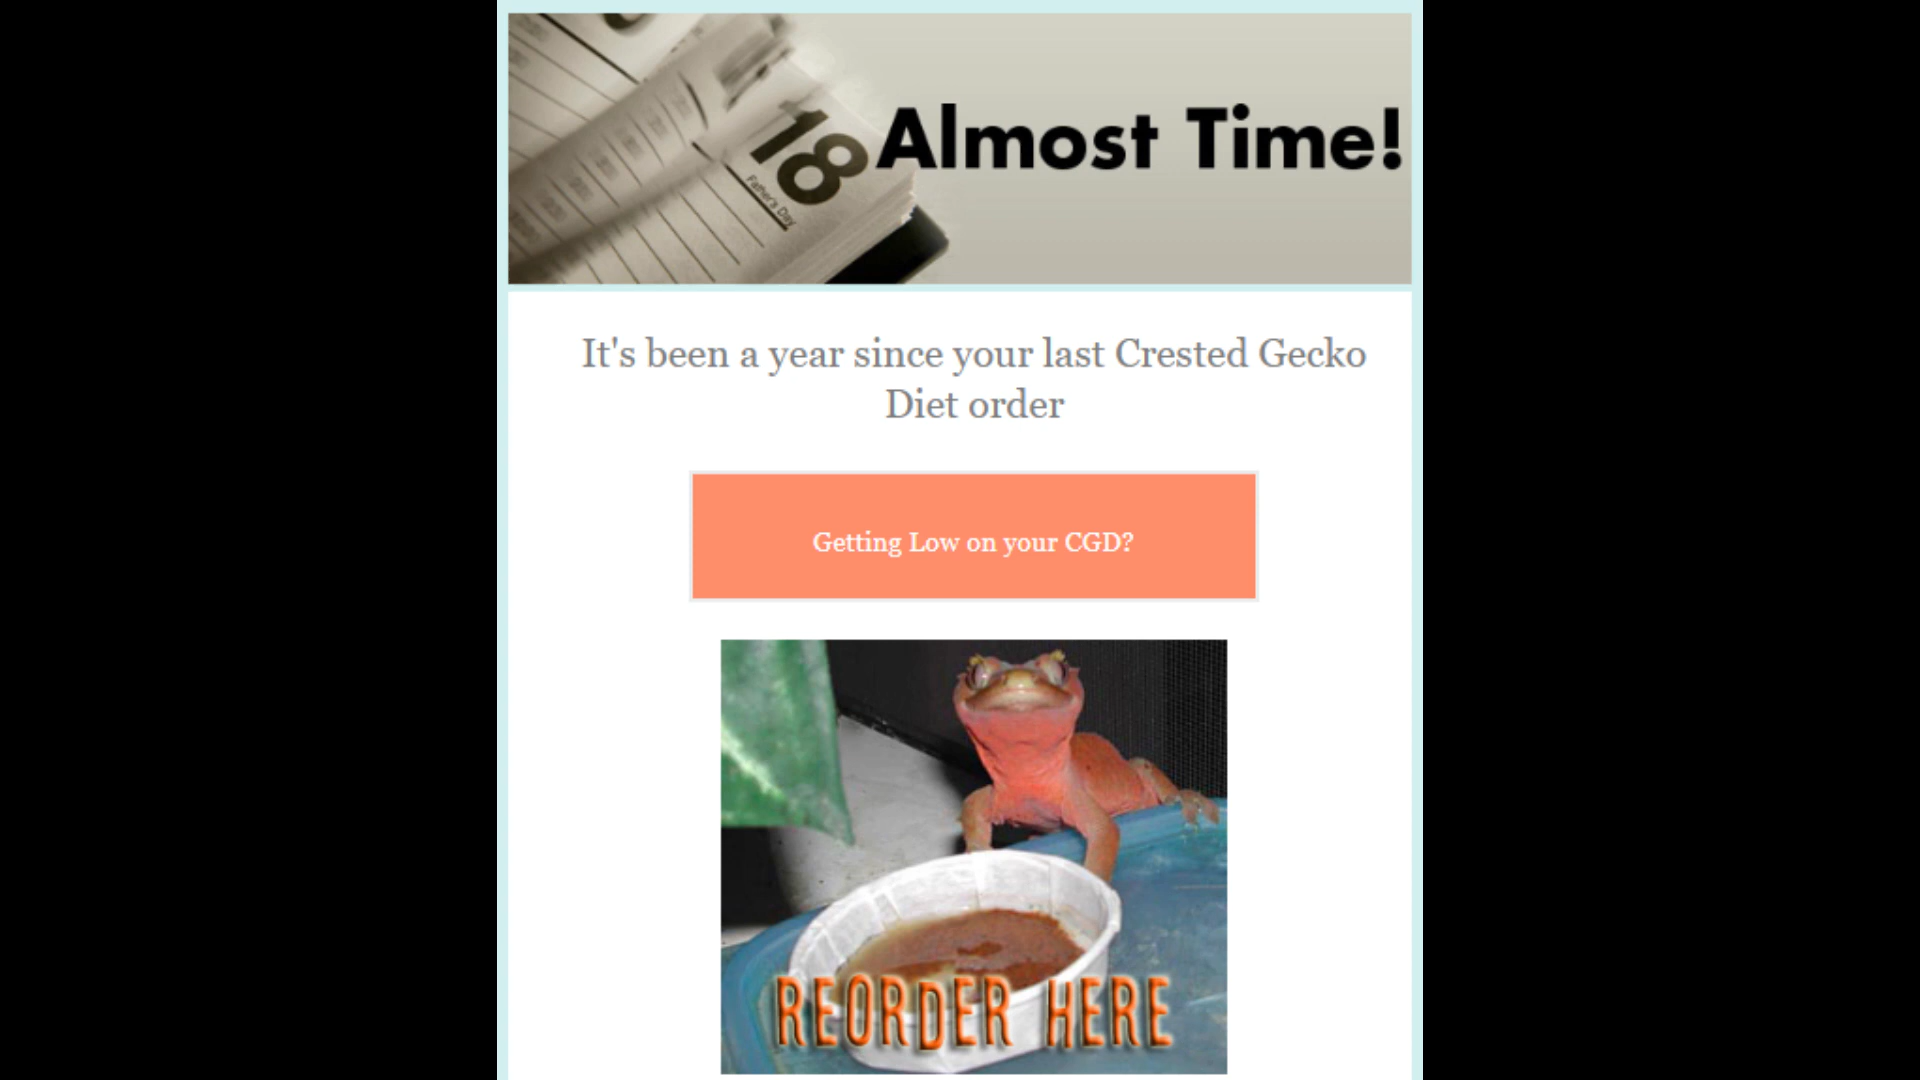 18
Father's Day
Almost Time!
It's been a year since your last Crested Gecko
Diet order
Getting Low on your CGD?
REORDER HERE